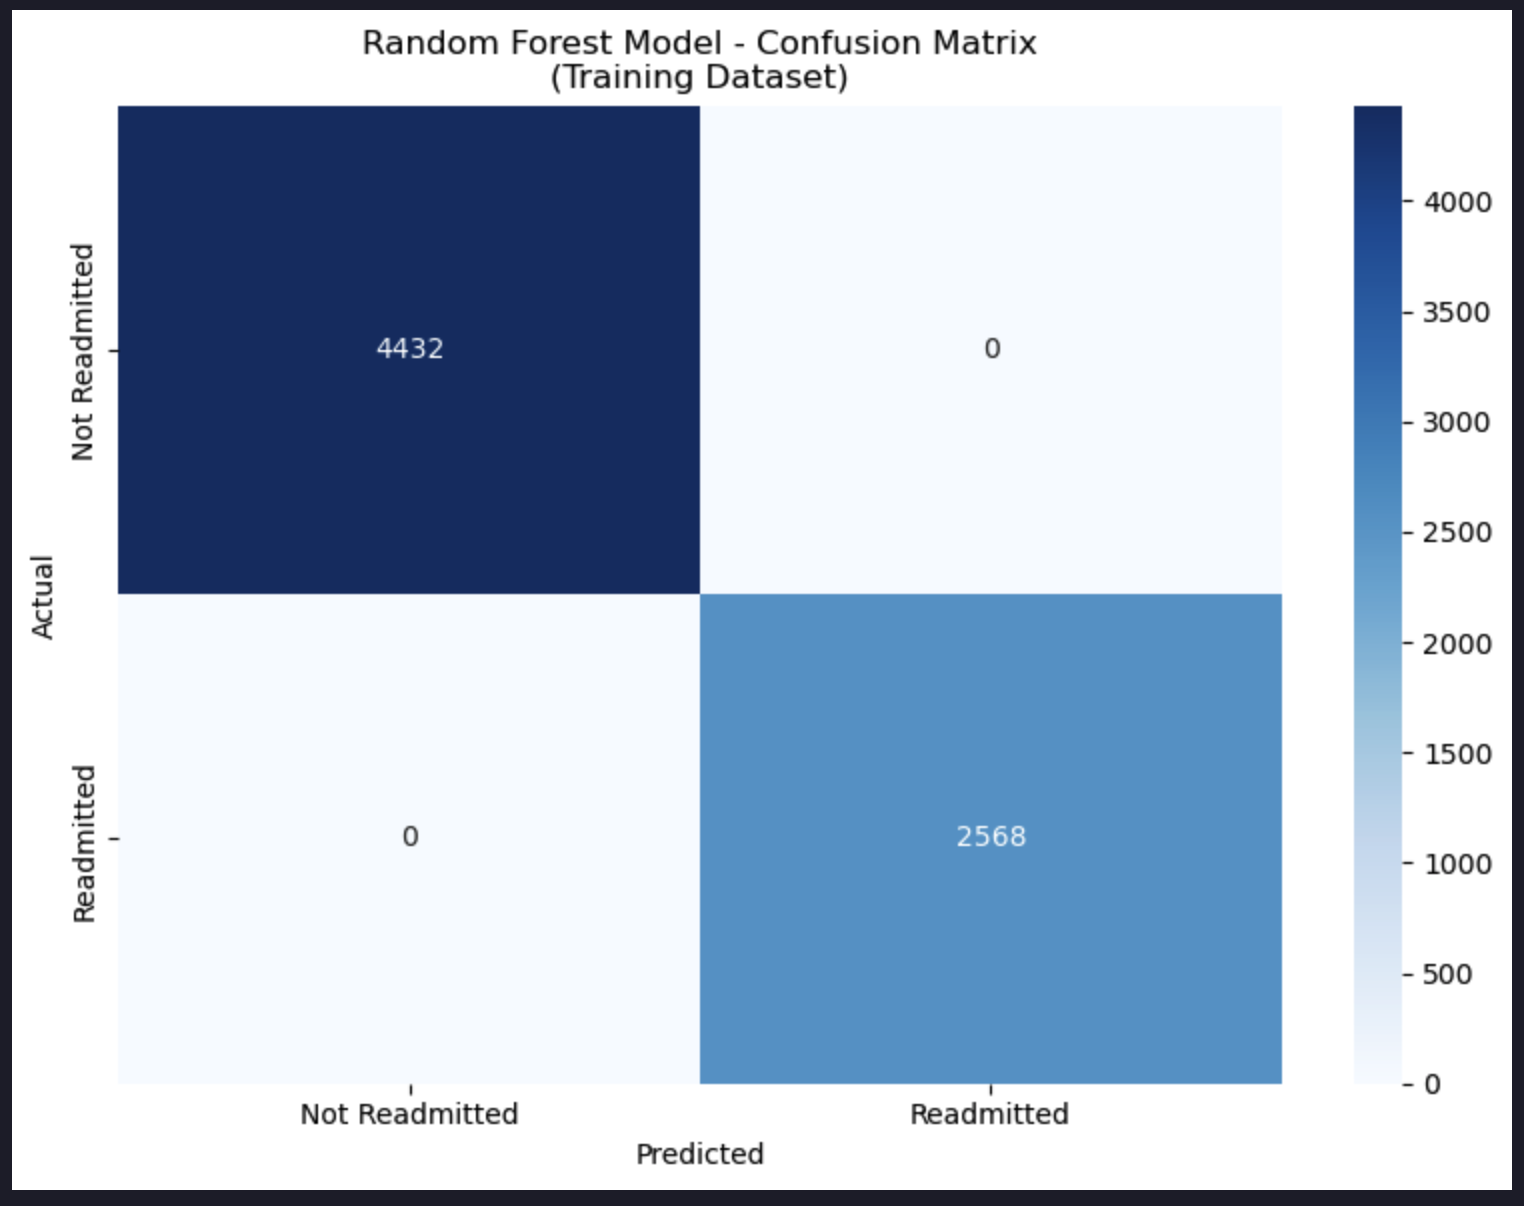 Random Forest Model - Confusion Matrix
(Training Dataset)
Actual
Not Readmitted
Readmitted
4432
0
0
2568
Not Readmitted
Readmitted
Predicted
4000
3500
3000
2500
2000
1500
1000
500
0